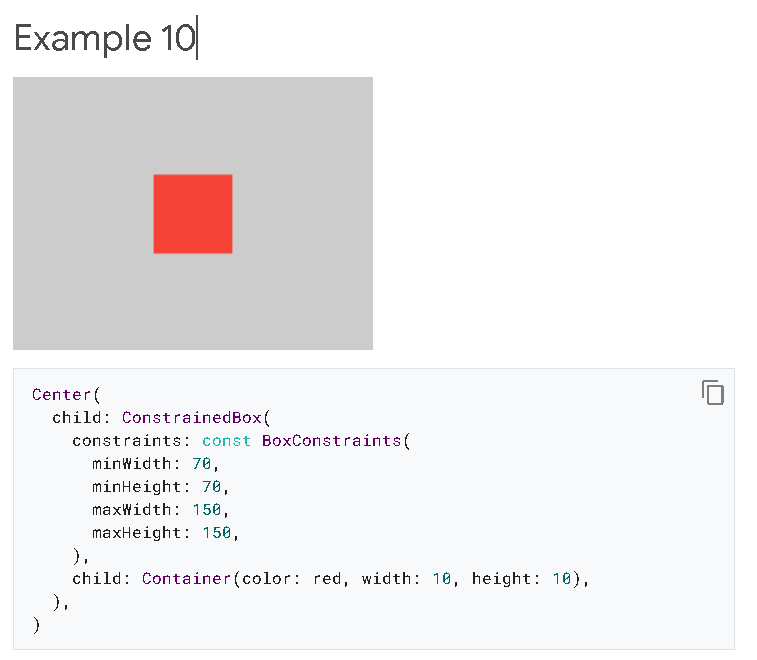 Example 10
Center(
  child: ConstrainedBox(
    constraints: const BoxConstraints(
      minWidth: 70,
      minHeight: 70,
      maxWidth: 150,
      maxHeight: 150,
    ),
    child: Container(color: red, width: 10, height: 10),
  ),
)